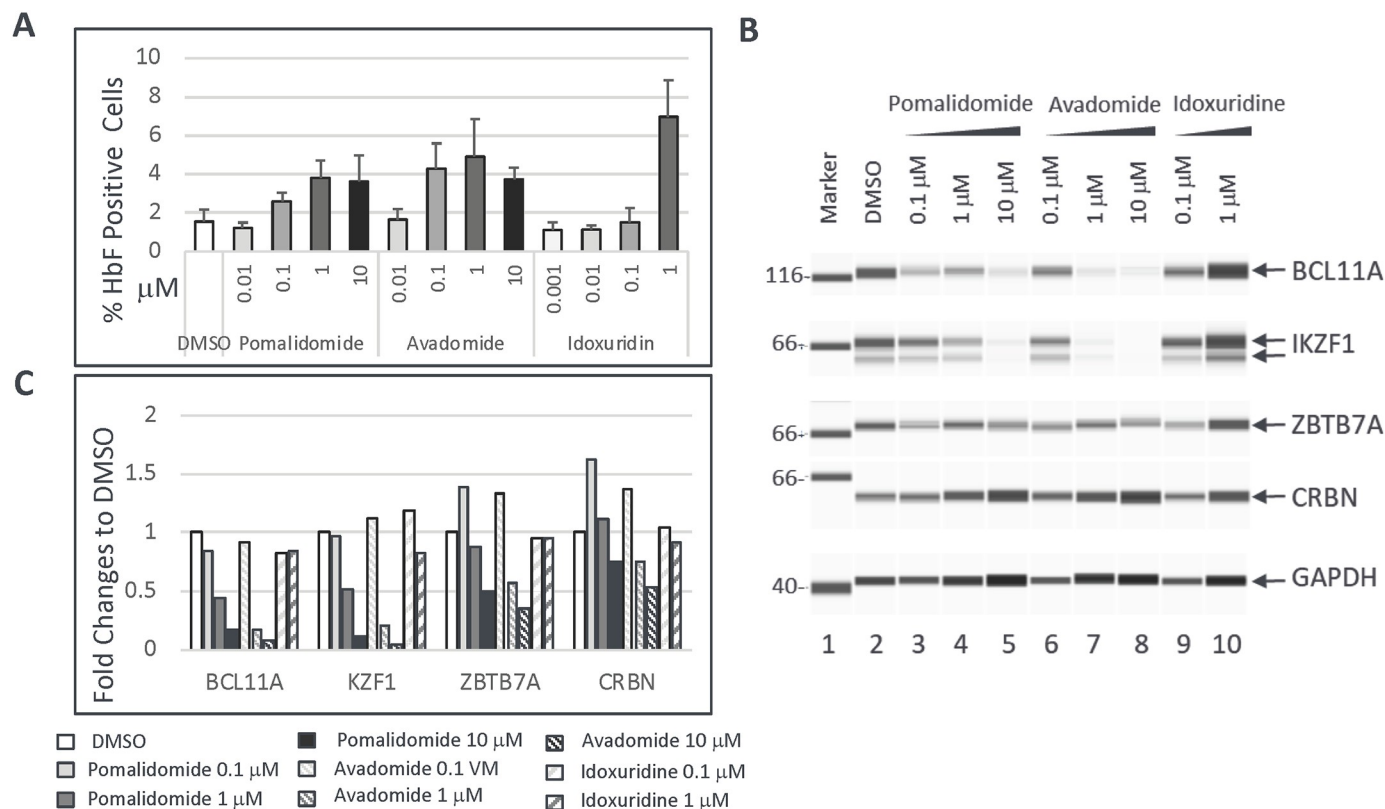 A
% HbF Positive Cells
10
8
6
4
2
0
μM
0.01
0.1
1
10
0.01
0.1
1
10
0.001
0.01
0.1
1
DMSO Pomalidomide Avadomide Idoxuridin
B
Pomalidomide Avadomide Idoxuridine
Marker
DMSO
0.1 μM
1 μM
10 μM
0.1 μM
1 μM
10 μM
0.1 μM
1 μM
116- BCL11A
66- IKZF1
66- ZBTB7A
66- CRBN
40- GAPDH
1 2 3 4 5 6 7 8 9 10
C
Fold Changes to DMSO
2
1.5
1
0.5
0
BCL11A KZF1 ZBTB7A CRBN
DMSO
Pomalidomide 0.1 μM
Pomalidomide 1 μM
Pomalidomide 10 μM
Avadomide 0.1 VM
Avadomide 1 μM
Avadomide 10 μM
Idoxuridine 0.1 μM
Idoxuridine 1 μM